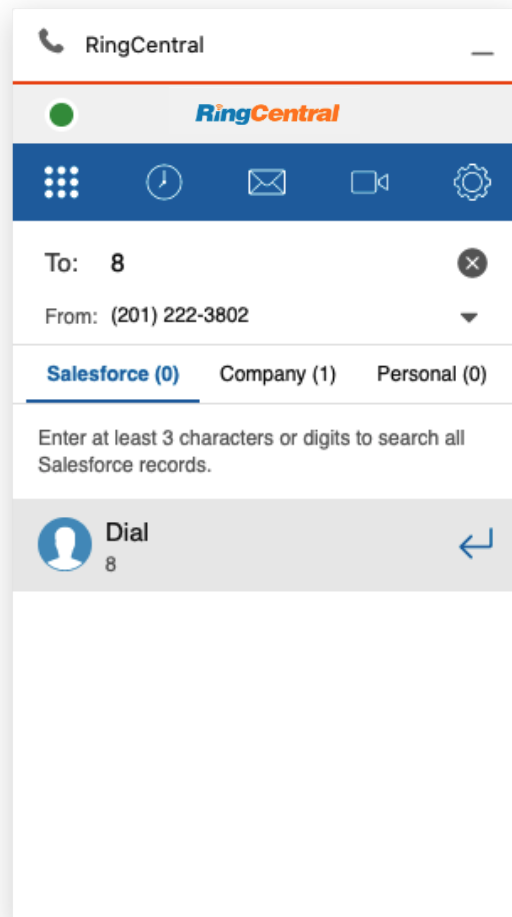 RingCentral
RingCentral
To: 8
From: (201) 222-3802
Salesforce (0) Company (1) Personal (0)
Enter at least 3 characters or digits to search all
Salesforce records.
Dial
8